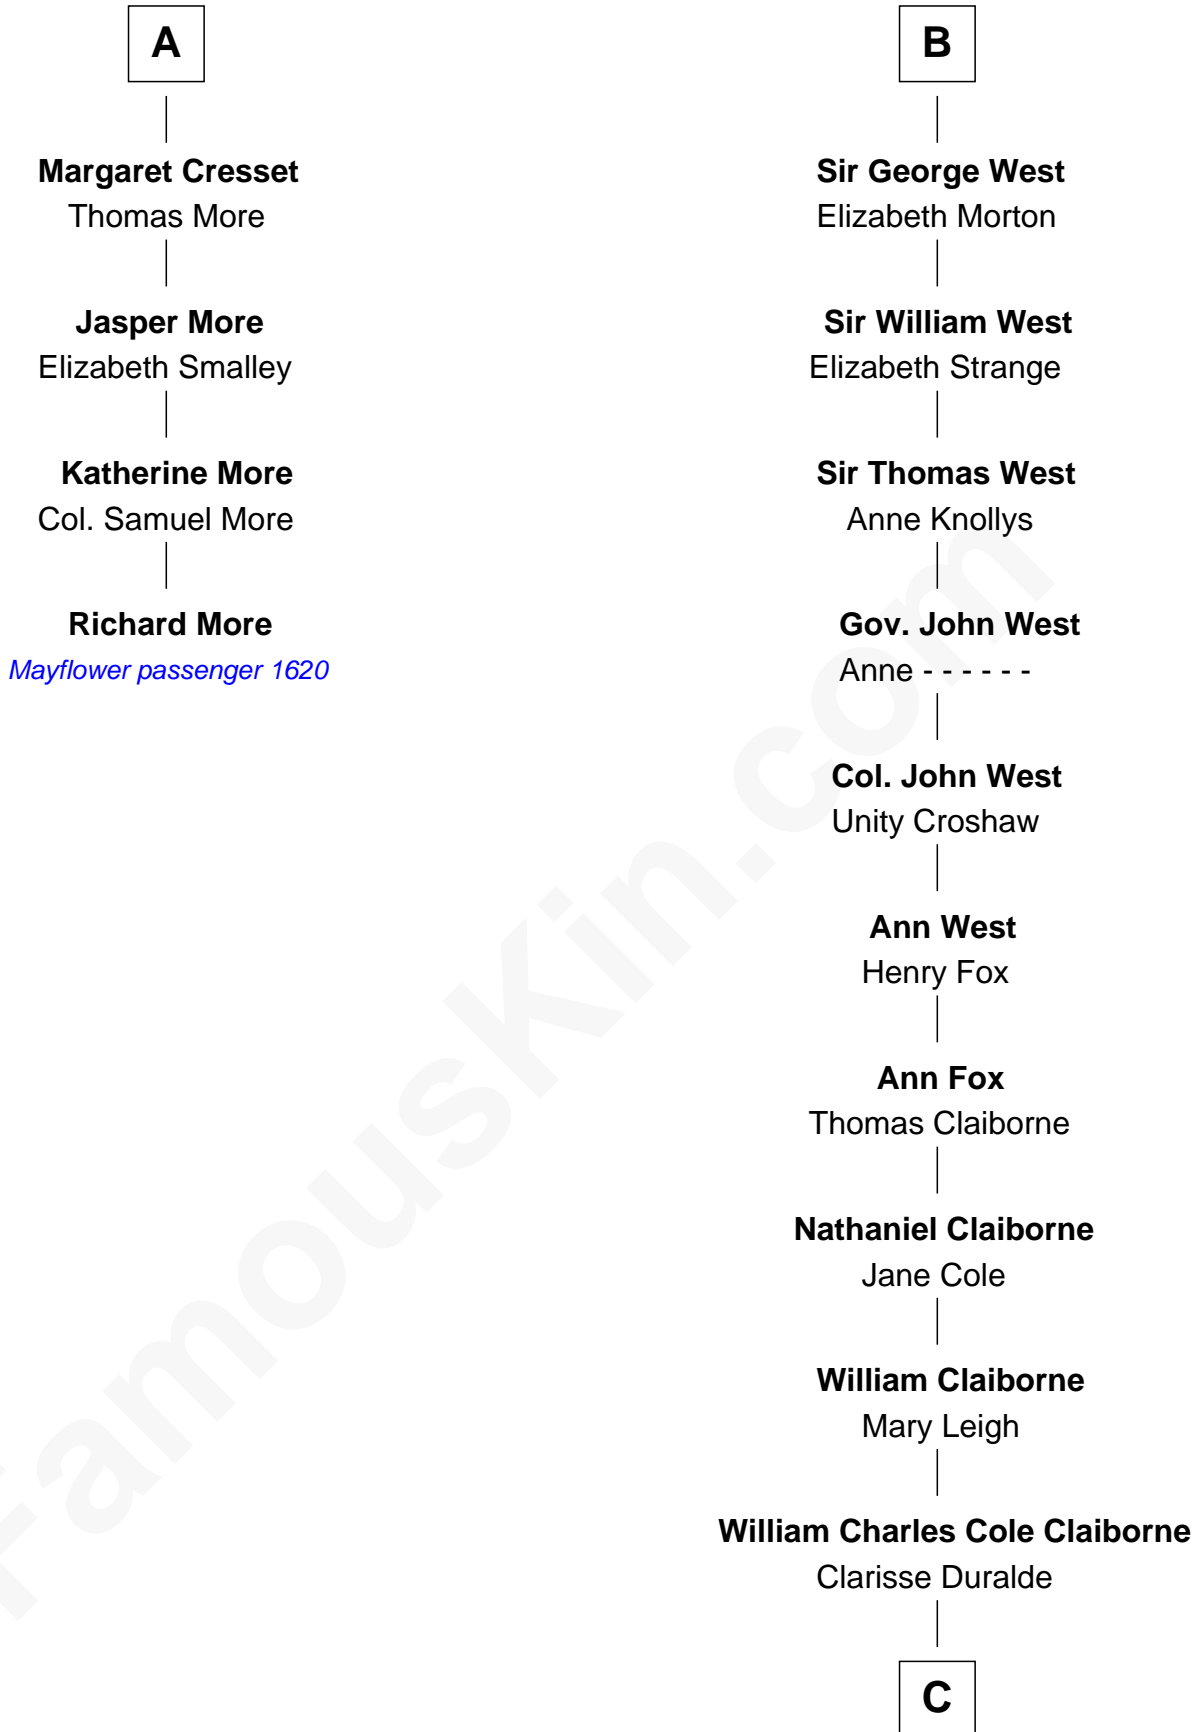 A
Margaret Cresset
Thomas More
Jasper More
Elizabeth Smalley
Katherine More
Col. Samuel More
Richard More
Mayflower passenger 1620
B
Sir George West
Elizabeth Morton
Sir William West
Elizabeth Strange
Sir Thomas West
Anne Knollys
Gov. John West
Anne - - - - - -
Col. John West
Unity Croshaw
Ann West
Henry Fox
Ann Fox
Thomas Claiborne
Nathaniel Claiborne
Jane Cole
William Claiborne
Mary Leigh
William Charles Cole Claiborne
Clarisse Duralde
C
FamousKin.com